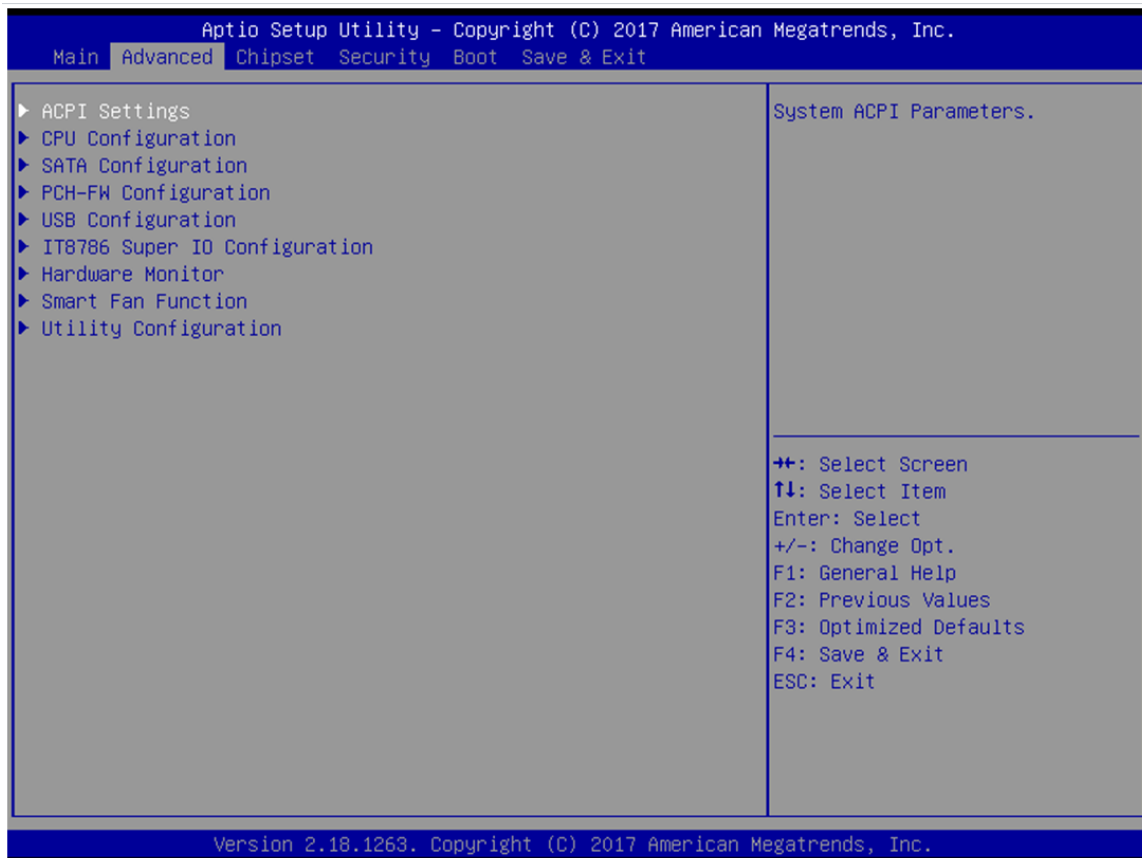 Aptio Setup Utility – Copyright (C) 2017 American Megatrends, Inc.
Main Advanced Chipset Security Boot Save & Exit
▶ ACPI Settings
▶ CPU Configuration
▶ SATA Configuration
▶ PCH-FW Configuration
▶ USB Configuration
▶ IT8786 Super IO Configuration
▶ Hardware Monitor
▶ Smart Fan Function
▶ Utility Configuration
System ACPI Parameters.
→←: Select Screen
↑↓: Select Item
Enter: Select
+/-: Change Opt.
F1: General Help
F2: Previous Values
F3: Optimized Defaults
F4: Save & Exit
ESC: Exit
Version 2.18.1263. Copyright (C) 2017 American Megatrends, Inc.